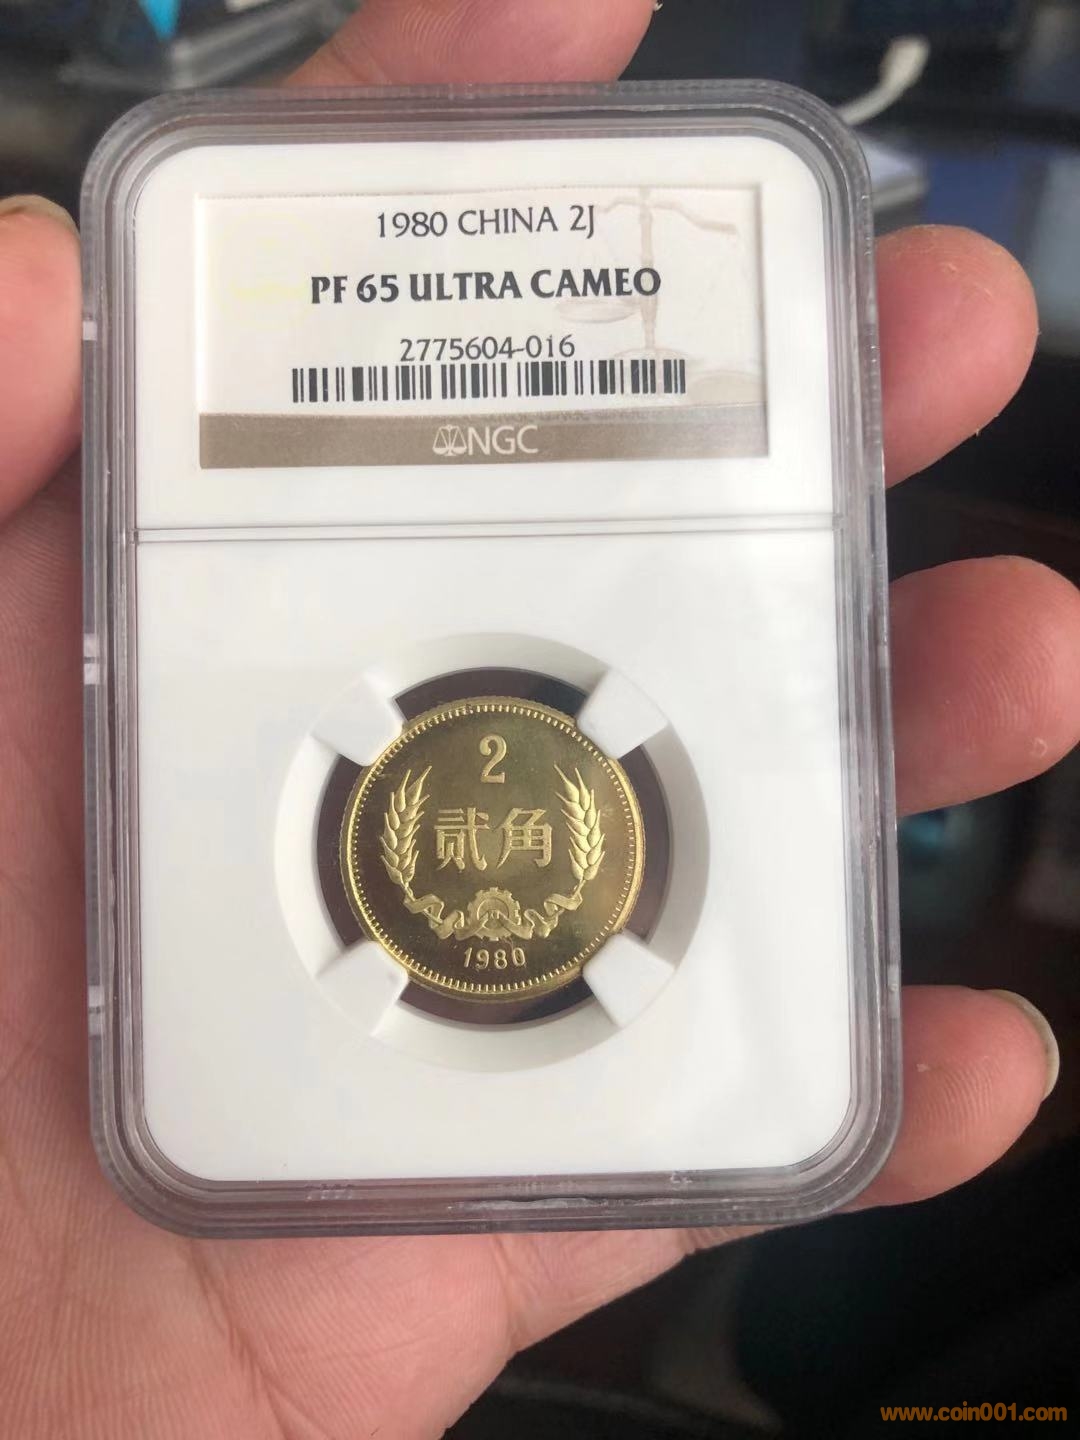 1980 CHINA 2J
PF 65 ULTRA CAMEO
2775604-016
NGC
2
贰角
1980
www.coin001.com